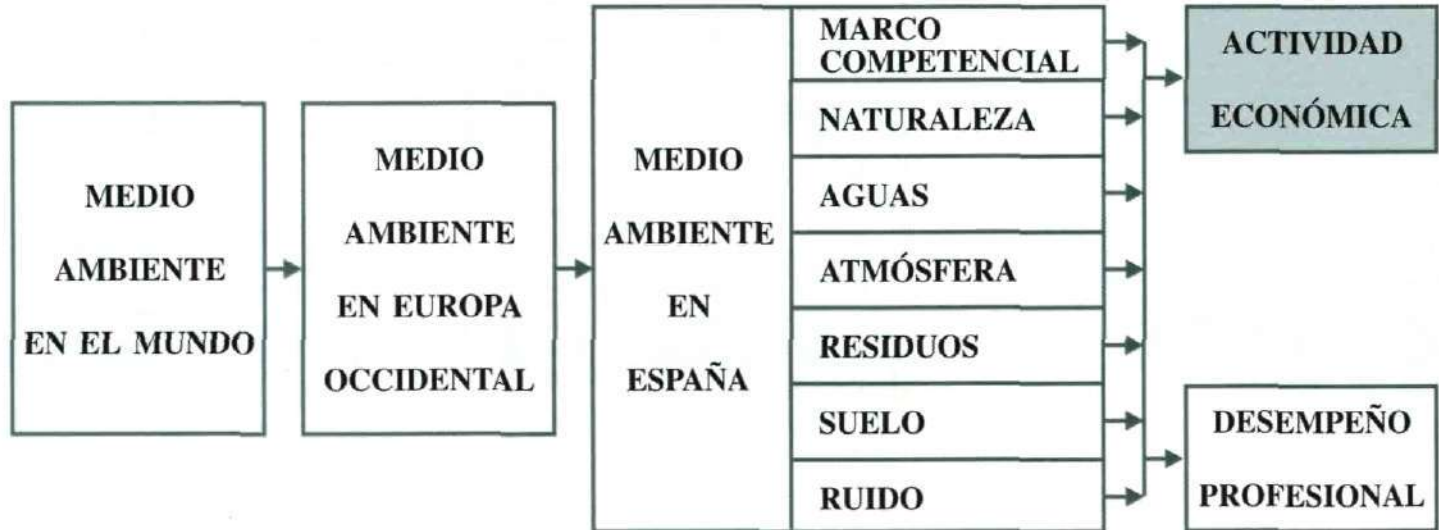 MEDIO
AMBIENTE
EN EL MUNDO
MEDIO
AMBIENTE
EN EUROPA
OCCIDENTAL
MEDIO
AMBIENTE
EN
ESPAÑA
MARCO
COMPETENCIAL
NATURALEZA
AGUAS
ATMÓSFERA
RESIDUOS
SUELO
RUIDO
ACTIVIDAD
ECONÓMICA
DESEMPEÑO
PROFESIONAL